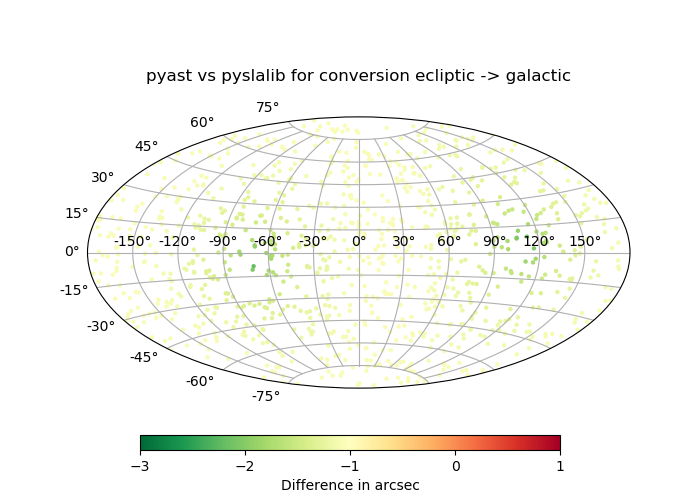 pyast vs pyslalib for conversion ecliptic -> galactic
75°
60°
45°
30°
15°
-150° -120° -90° -60° -30° 0° 30° 60° 90° 120° 150°
0°
-15°
-30°
-45°
-60°
-75°
−3 −2 −1 0 1
Difference in arcsec